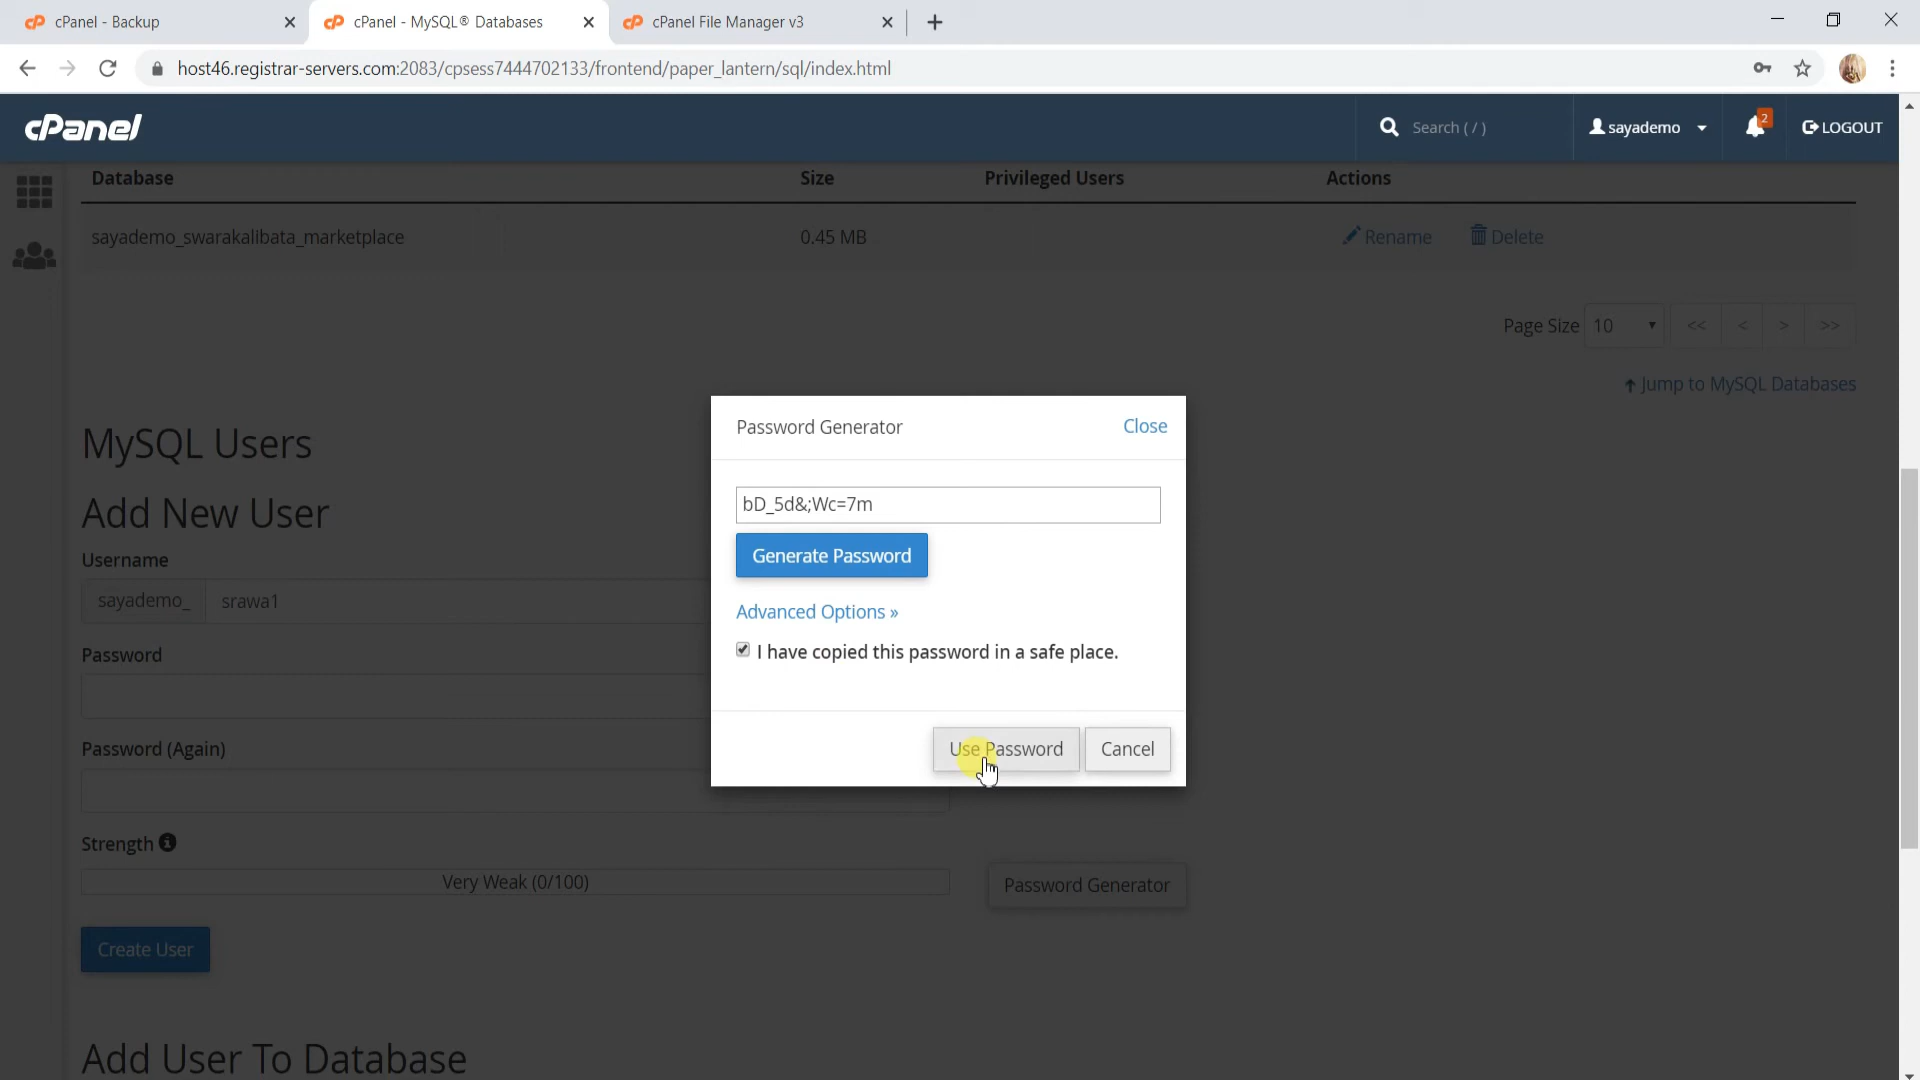 cPanel - Backup
cPanel - MySQL® Databases
cPanel File Manager v3
host46.registrar-servers.com:2083/cpsess7444702133/frontend/paper_lantern/sql/index.html
cPanel
Search ( / )
sayademo
2
LOGOUT
Database Size Privileged Users Actions
sayademo_swarakalibata_marketplace 0.45 MB Rename Delete
Page Size 10 << < > >>
Jump to MySQL Databases
MySQL Users
Add New User
Username
sayademo_ srawa1
Password
Password (Again)
Strength
Very Weak (0/100)
Password Generator
Create User
Add User To Database
Password Generator Close
bD_5d&;Wc=7m
Generate Password
Advanced Options »
I have copied this password in a safe place.
Use Password Cancel